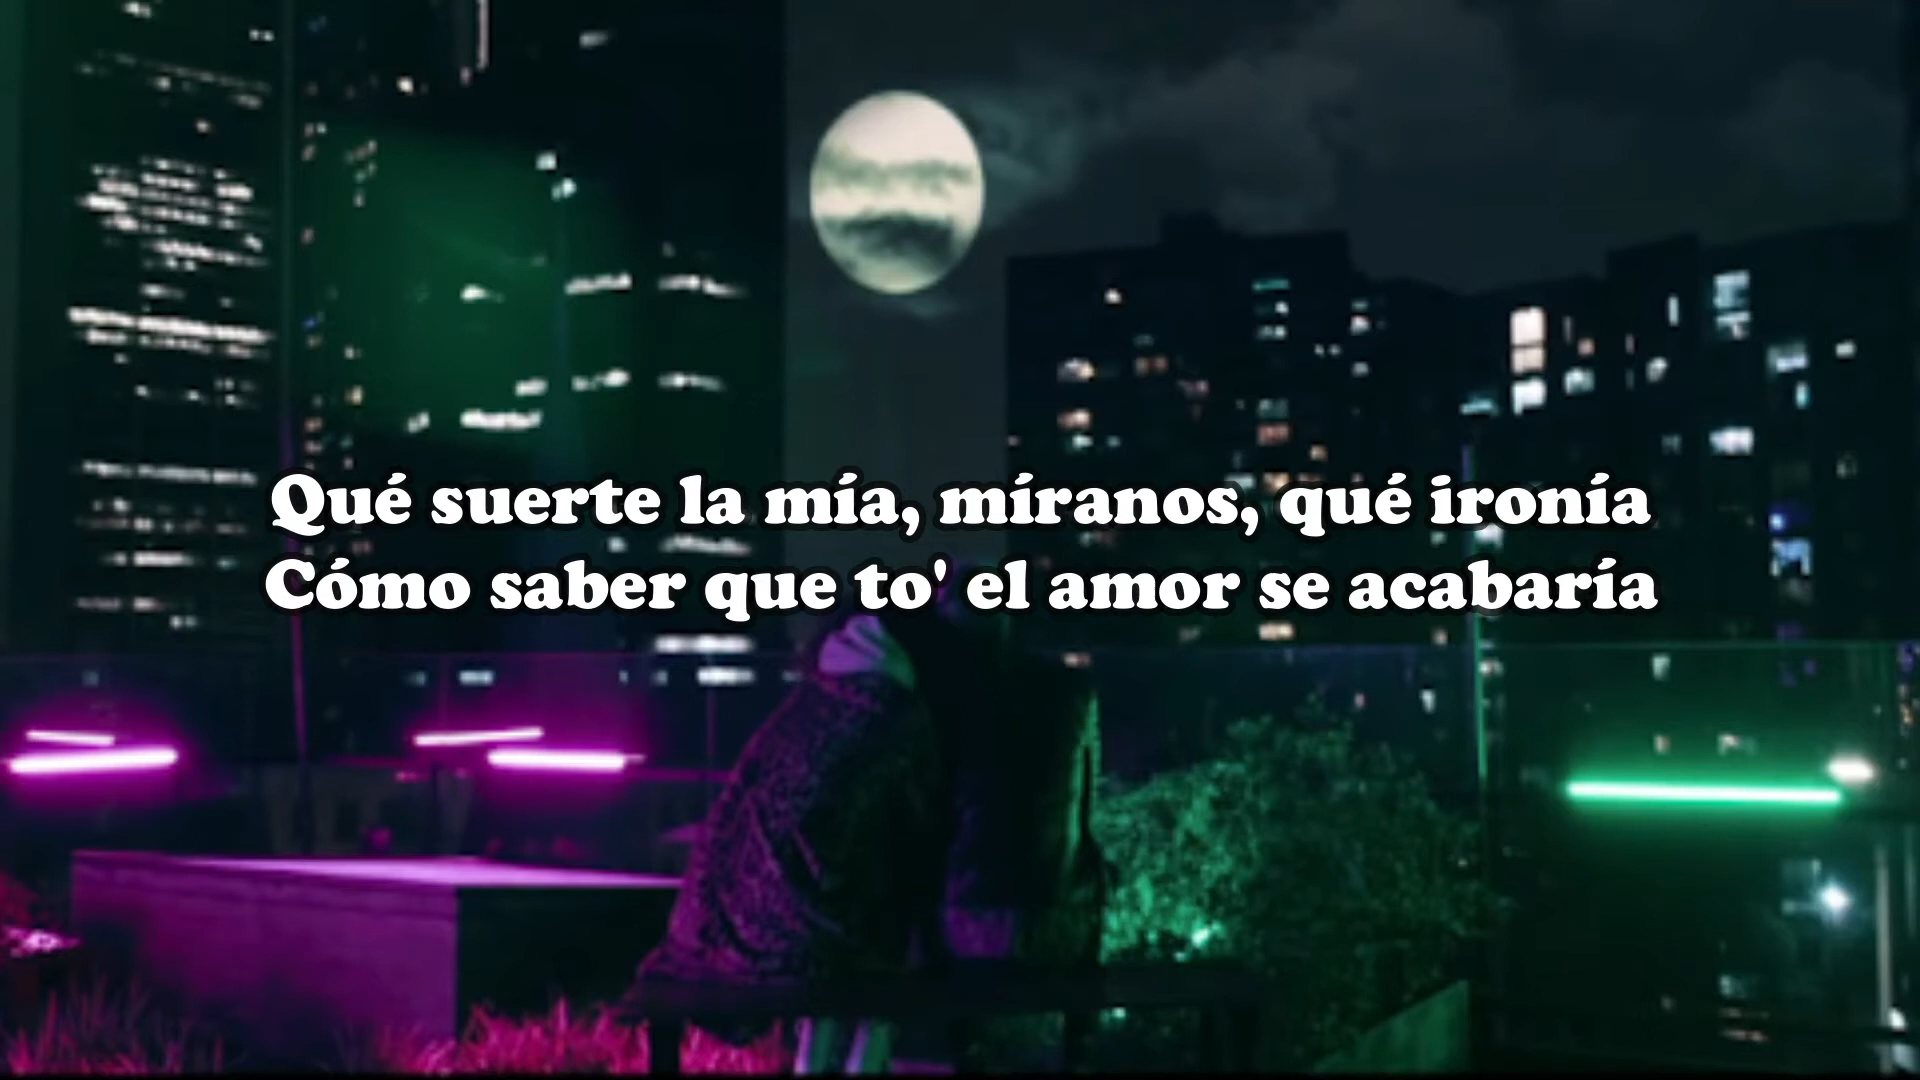 Qué suerte la mía, míranos, qué ironía
Cómo saber que to' el amor se acabaría